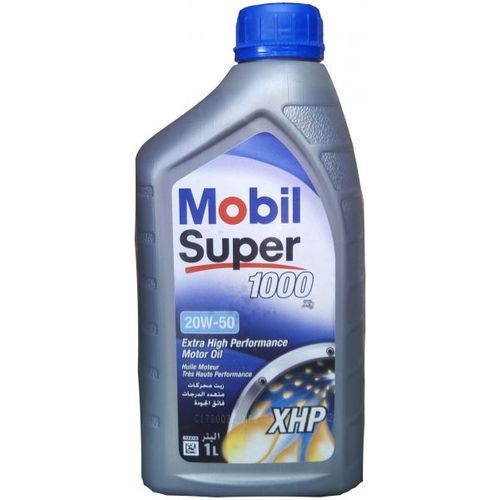 Mobil
Super
1000
20W-50
Extra High Performance
Motor Oil
Huile Moteur
Très Haute Performance
زيت محركات
متعدد الدرجات
فائق الجودة
XHP
1L